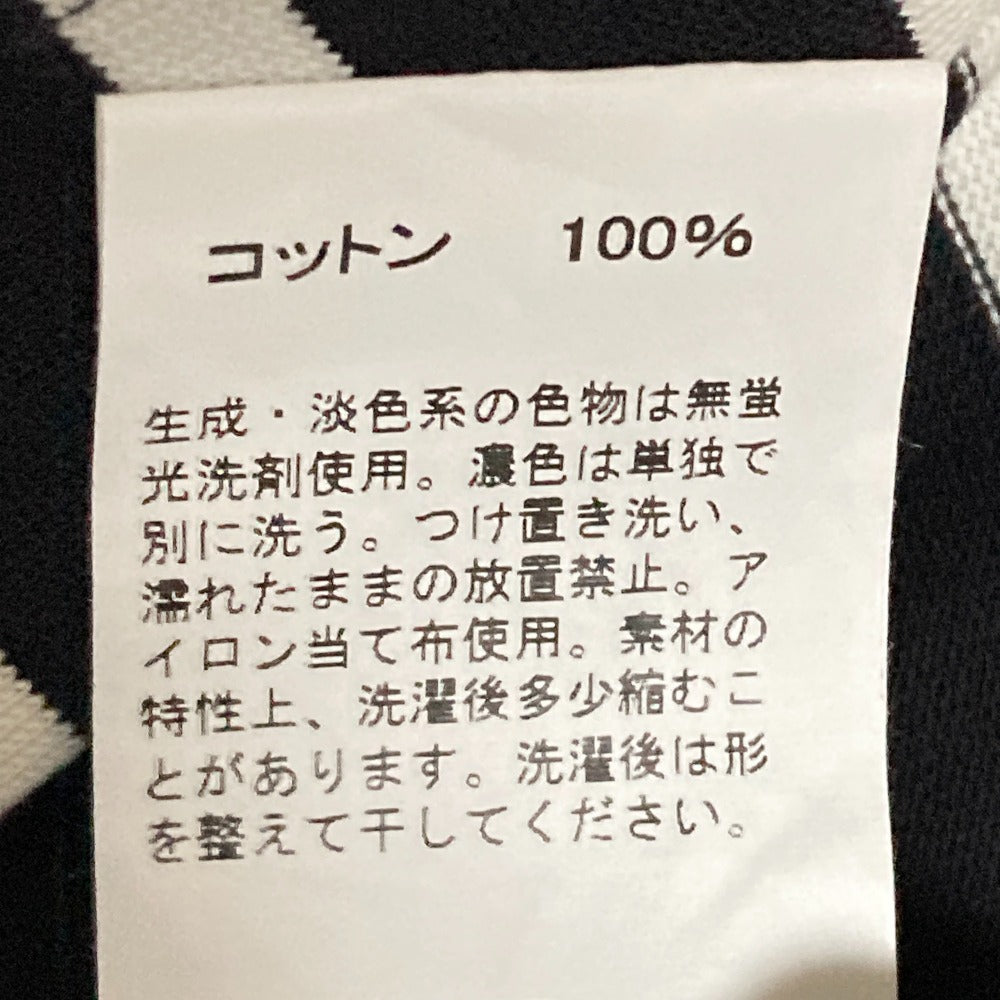 コットン　100%
生成・淡色系の色物は無蛍
光洗剤使用。濃色は単独で
別に洗う。つけ置き洗い、
濡れたままの放置禁止。ア
イロン当て布使用。素材の
特性上、洗濯後多少縮むこ
とがあります。洗濯後は形
を整えて干してください。